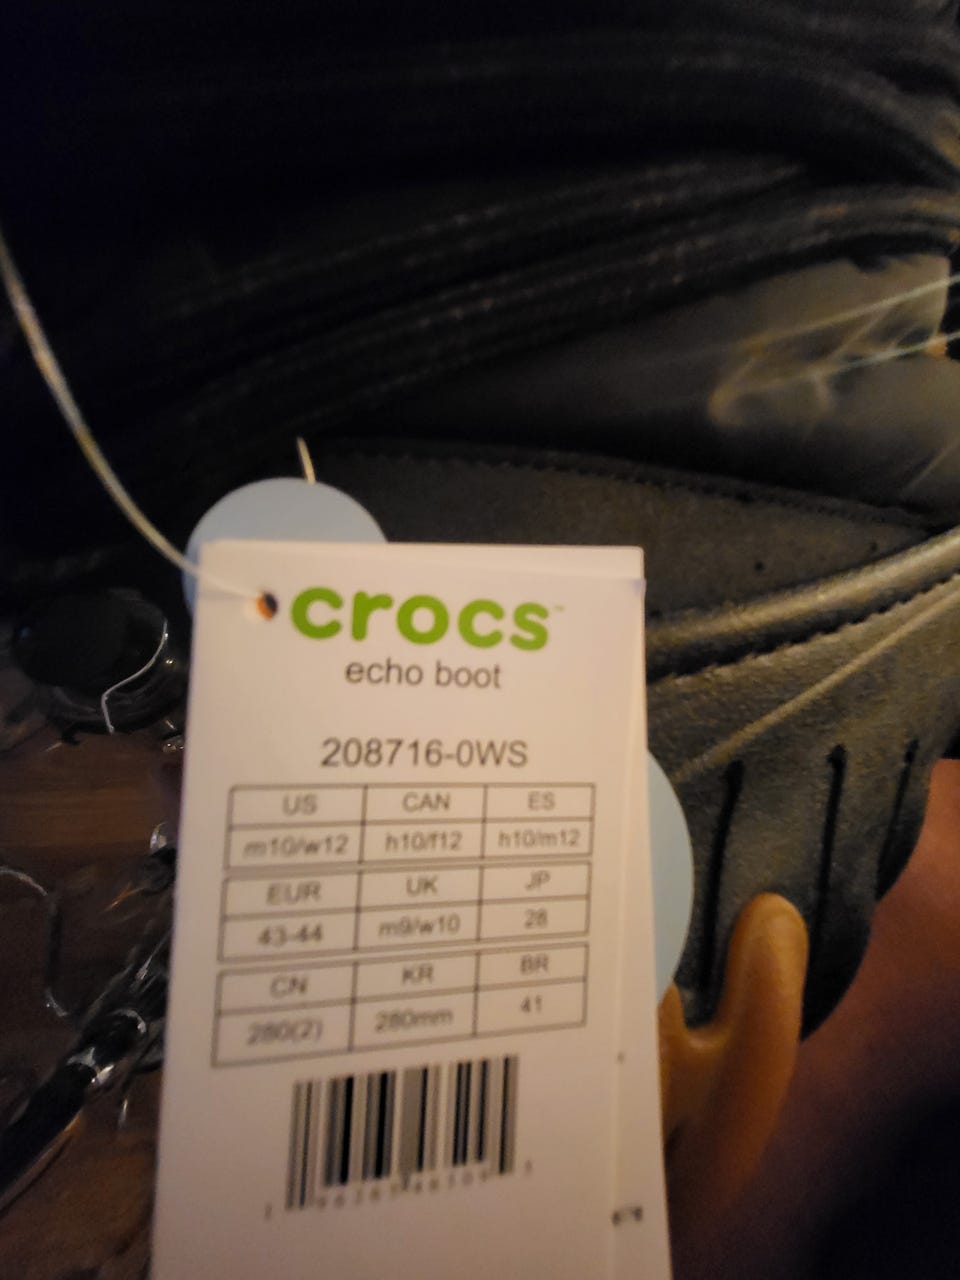 crocs™
echo boot
208716-0WS
US CAN ES
m10/w12 h10/f12 h10/m12
EUR UK JP
43-44 m9/w10 28
CN KR BR
280(2) 280mm 41